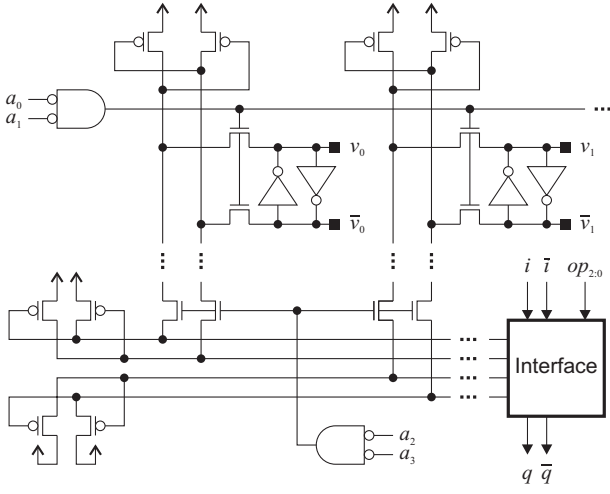 a₀
a₁
...
v₀
v̅₀
v₁
v̅₁
i ī op₂:₀
Interface
a₂
a₃
q q̅